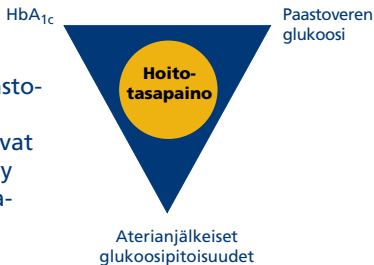 HbA1c
Paastoveren
glukoosi
Hoito-
tasapaino
Aterianjälkeiset
glukoosipitoisuudet